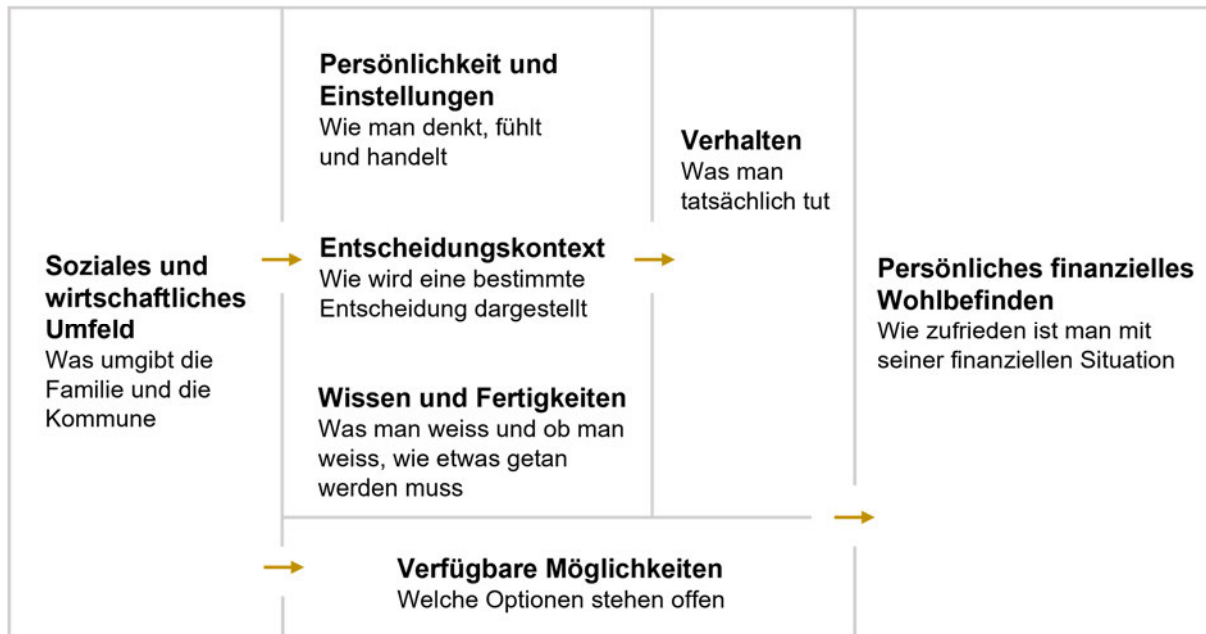 Soziales und
wirtschaftliches
Umfeld
Was umgibt die
Familie und die
Kommune
Persönlichkeit und
Einstellungen
Wie man denkt, fühlt
und handelt
Entscheidungskontext
Wie wird eine bestimmte
Entscheidung dargestellt
Wissen und Fertigkeiten
Was man weiss und ob man
weiss, wie etwas getan
werden muss
Verhalten
Was man
tatsächlich tut
Verfügbare Möglichkeiten
Welche Optionen stehen offen
Persönliches finanzielles
Wohlbefinden
Wie zufrieden ist man mit
seiner finanziellen Situation